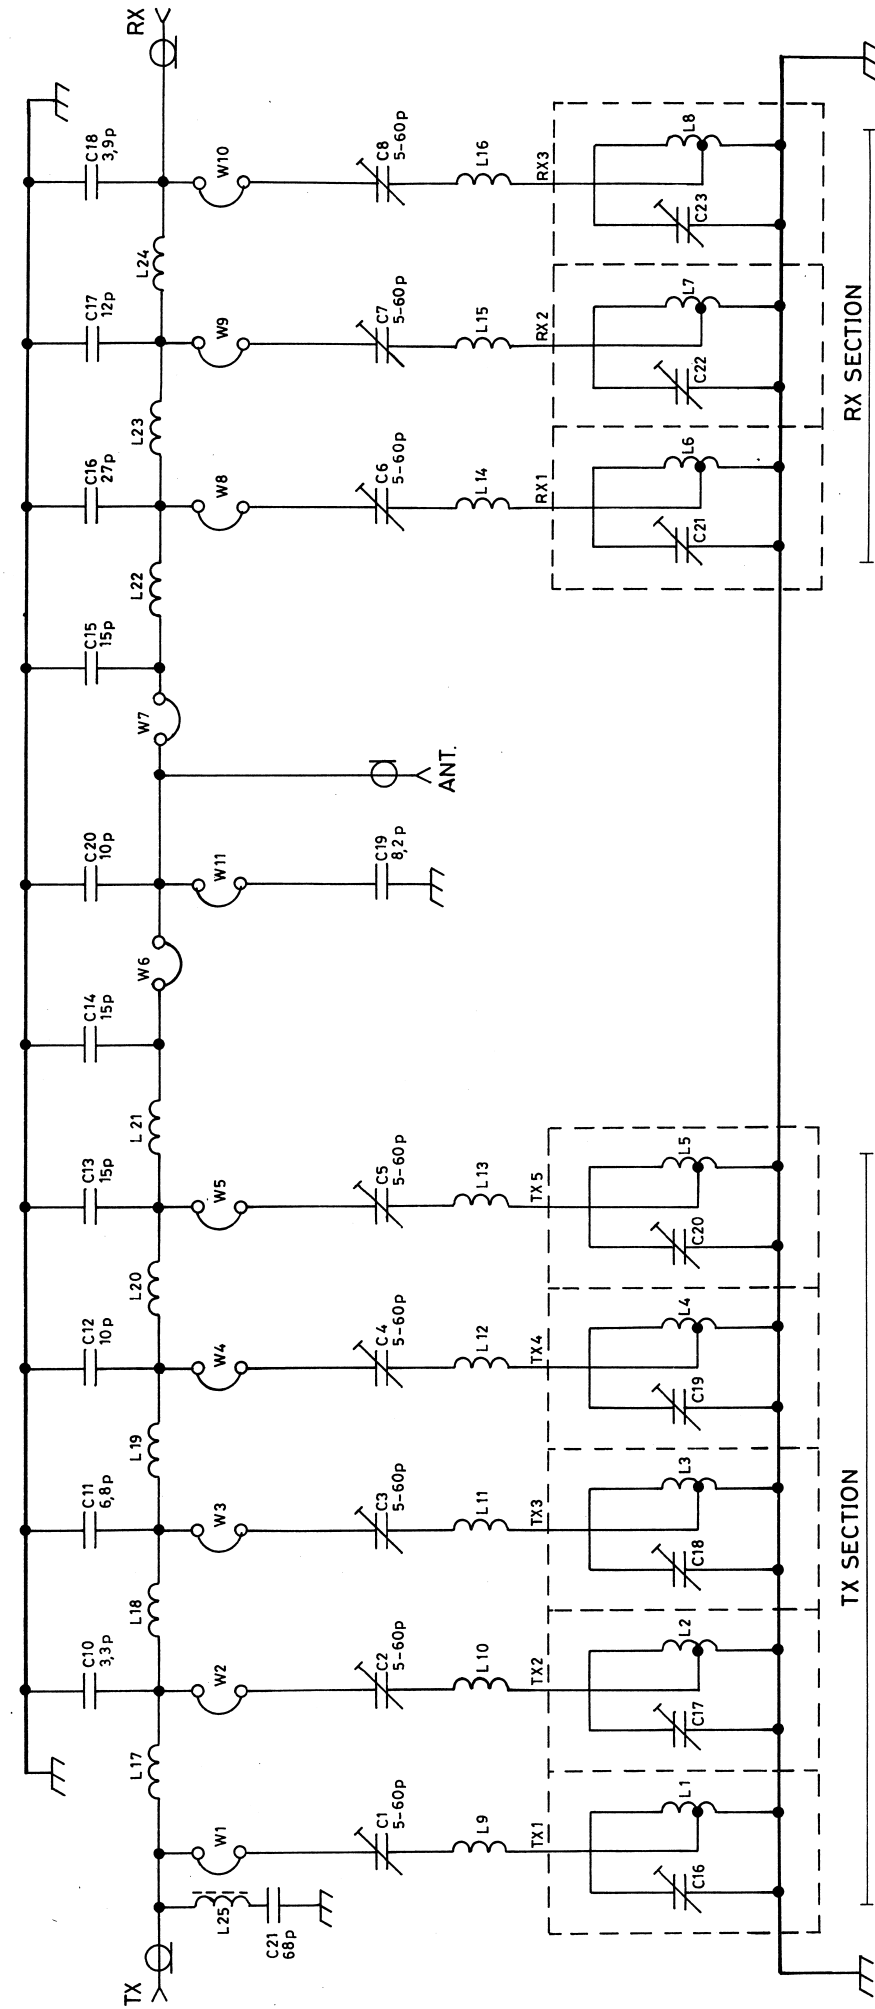 TX
L25
C21
68p
W1
C1
5-60p
L9
TX1
C16
L1
L17
C10
3,3p
W2
C2
5-60p
L10
TX2
C17
L2
L18
C11
6,8p
W3
C3
5-60p
L11
TX3
C18
L3
L19
C12
10p
W4
C4
5-60p
L12
TX4
C19
L4
L20
C13
15p
W5
C5
5-60p
L13
TX5
C20
L5
L21
C14
15p
W6
C20
10p
W11
C19
8,2p
ANT.
W7
C15
15p
L22
C16
27p
W8
C6
5-60p
L14
RX1
C21
L6
L23
C17
12p
W9
C7
5-60p
L15
RX2
C22
L7
L24
C18
3,9p
W10
C8
5-60p
L16
RX3
C23
L8
RX
TX SECTION
RX SECTION